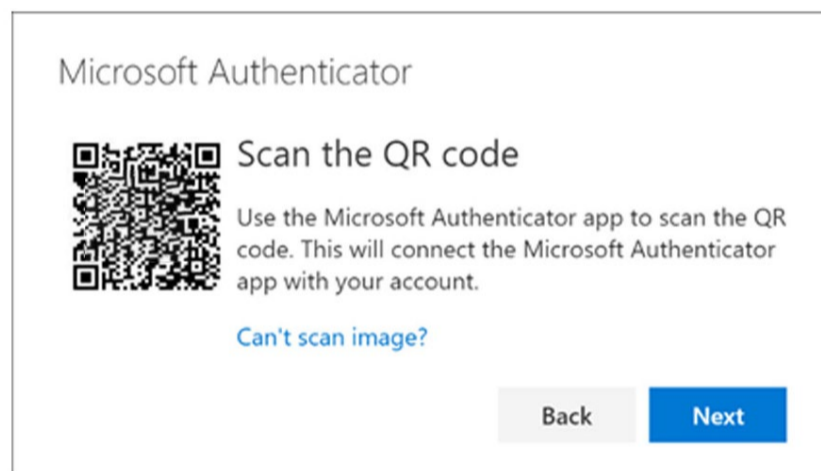 Microsoft Authenticator
Scan the QR code
Use the Microsoft Authenticator app to scan the QR
code. This will connect the Microsoft Authenticator
app with your account.
Can't scan image?
Back
Next